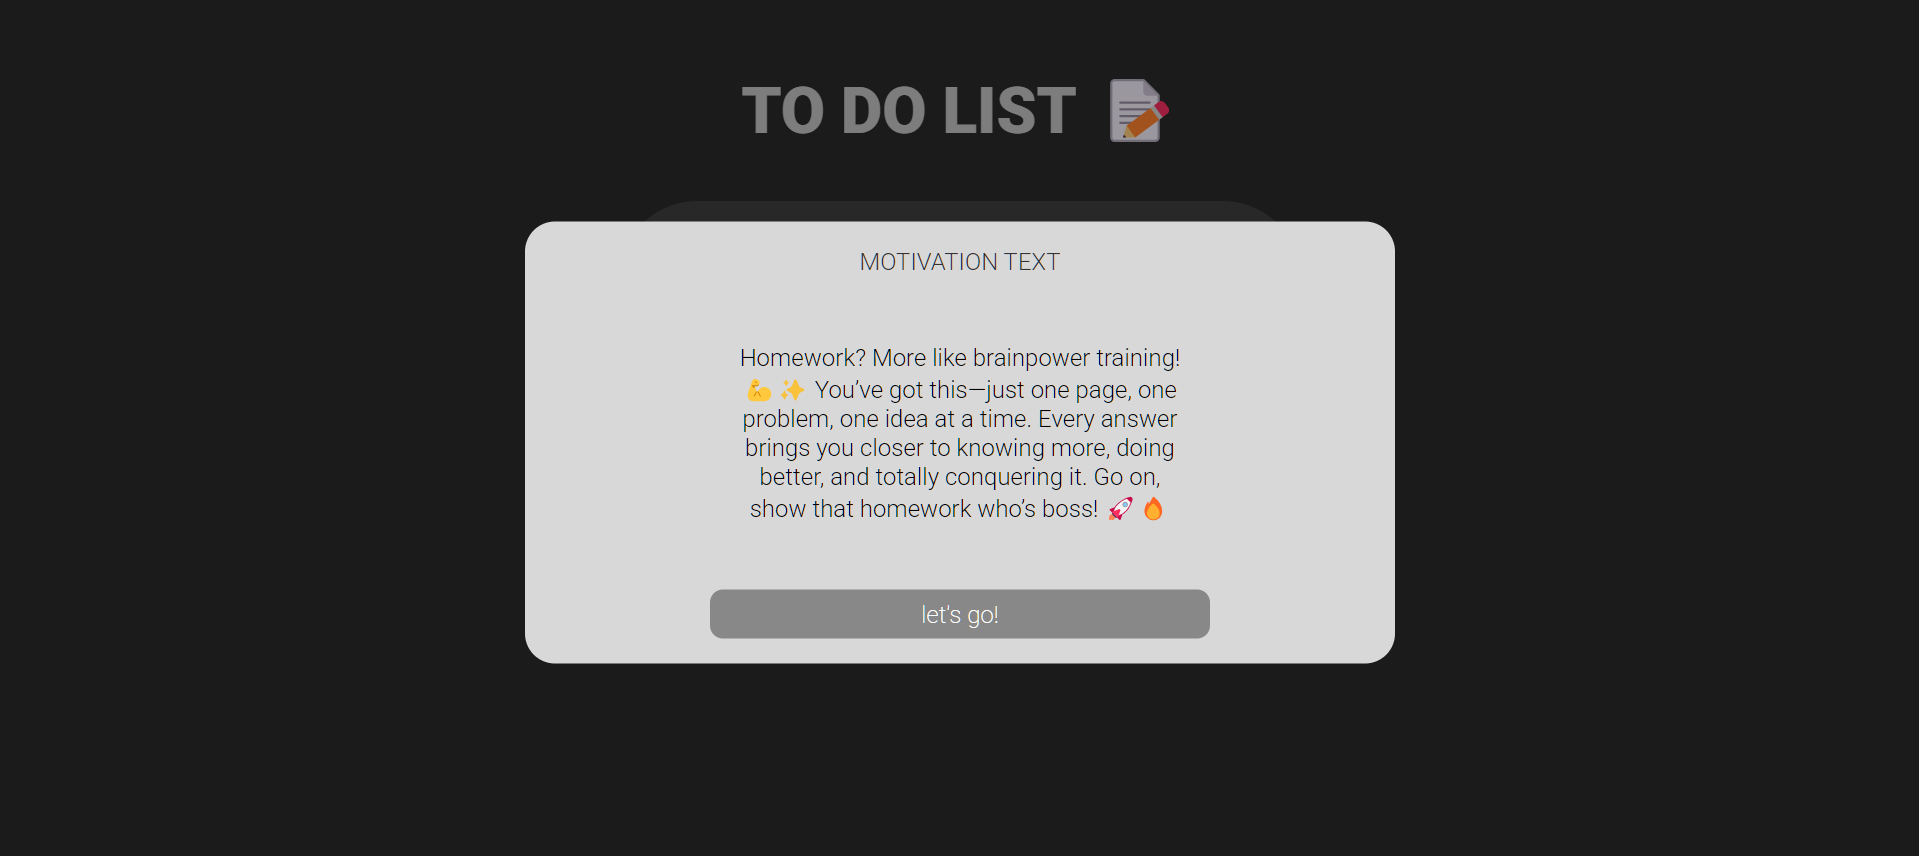 TO DO LIST 📝
MOTIVATION TEXT
Homework? More like brainpower training!
💪✨ You’ve got this—just one page, one
problem, one idea at a time. Every answer
brings you closer to knowing more, doing
better, and totally conquering it. Go on,
show that homework who’s boss! 🚀🔥
let's go!